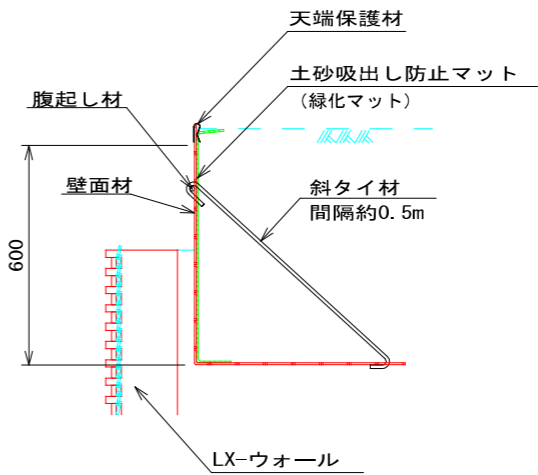 天端保護材
土砂吸出し防止マット
（緑化マット）
腹起し材
壁面材
斜タイ材
間隔約0.5m
600
LX-ウォール